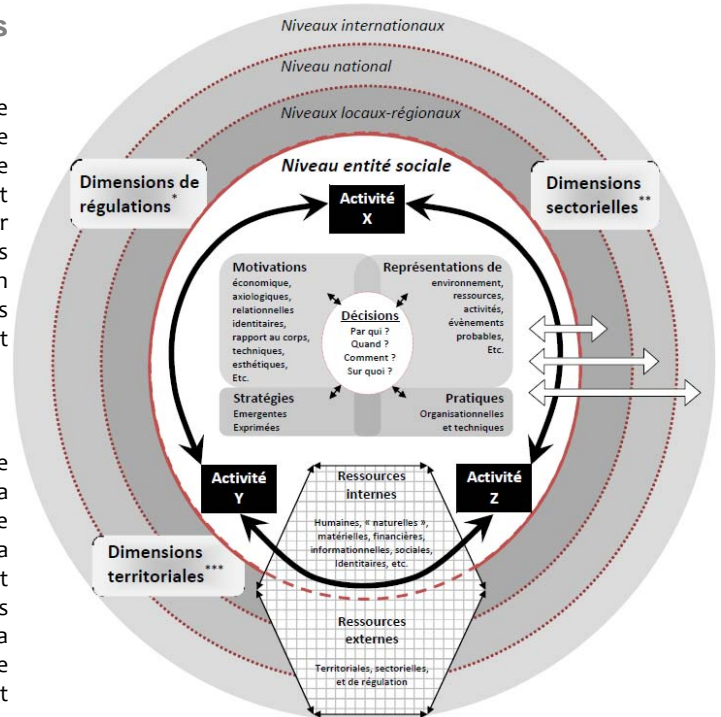 s
e
e
e
t
r
s
n
s
t
e
a
e
a
t
s
a
e
t
Niveaux internationaux
Niveau national
Niveaux locaux-régionaux
Niveau entité sociale
Dimensions de
régulations*
Dimensions
sectorielles**
Activité
X
Motivations
économique,
axiologiques,
relationnelles
identitaires,
rapport au corps,
techniques,
esthétiques,
Etc.
Représentations de
environnement,
ressources,
activités,
évènements
probables,
Etc.
Décisions
Par qui ?
Quand ?
Comment ?
Sur quoi ?
Stratégies
Emergentes
Exprimées
Pratiques
Organisationnelles
et techniques
Activité
Y
Activité
Z
Ressources
internes
Humaines, « naturelles »,
matérielles, financières,
informationnelles, sociales,
Identitaires, etc.
Dimensions
territoriales***
Ressources
externes
Territoriales, sectorielles,
et de régulation